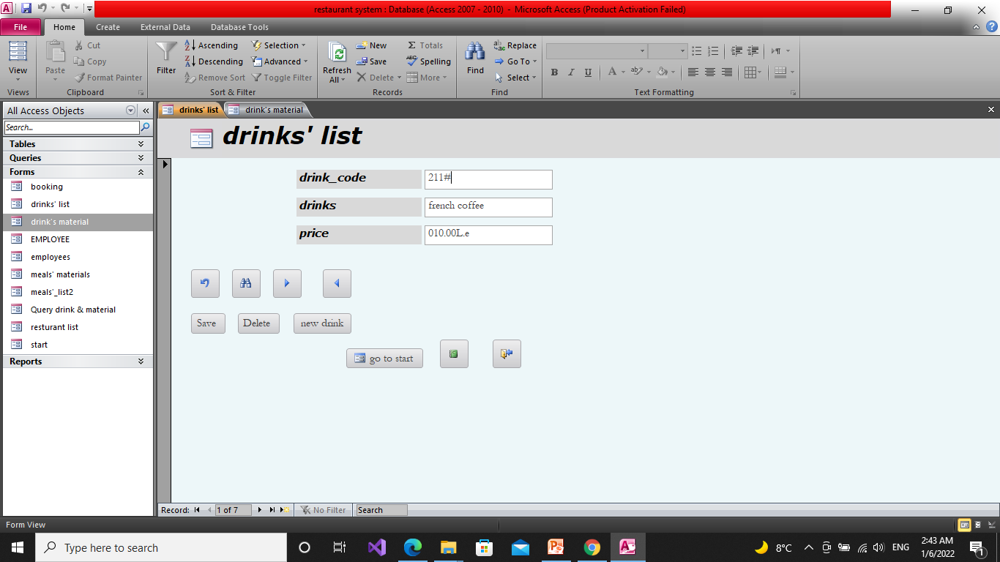 restaurant system : Database (Access 2007 - 2010) - Microsoft Access (Product Activation Failed)
File Home Create External Data Database Tools
View
Views
Paste
Cut
Copy
Format Painter
Clipboard
Filter
Ascending
Descending
Remove Sort
Selection
Advanced
Toggle Filter
Sort & Filter
Refresh
All
New
Save
Delete
Totals
Spelling
More
Records
Find
Replace
Go To
Select
Find
B I U
Text Formatting
All Access Objects
Search...
Tables
Queries
Forms
booking
drinks' list
drink's material
EMPLOYEE
employees
meals' materials
meals'_list2
Query drink & material
resturant list
start
Reports
drinks' list drink's material
drinks' list
drink_code 211#
drinks french coffee
price 010.00L.e
Save Delete new drink
go to start
Record: 1 of 7 No Filter Search
Form View
Type here to search
8°C ENG
2:43 AM
1/6/2022
1